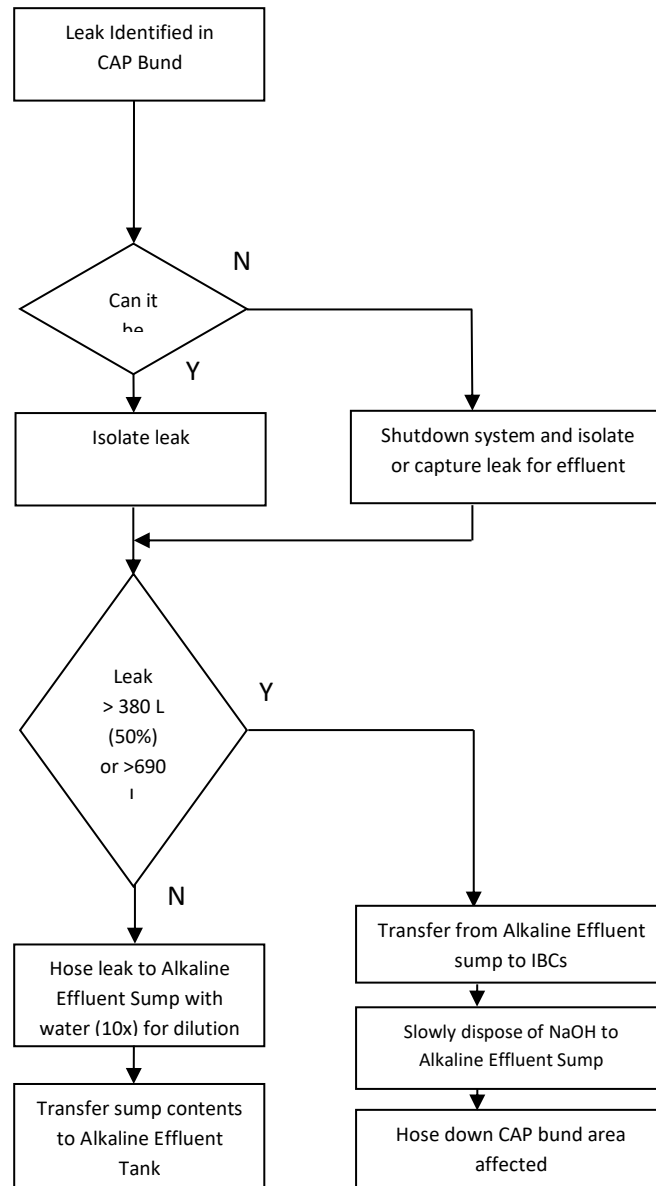 Leak Identified in
CAP Bund
N
Can it
be
Y
Isolate leak
Shutdown system and isolate
or capture leak for effluent
Leak
> 380 L
(50%)
or >690
Y
N
Hose leak to Alkaline
Effluent Sump with
water (10x) for dilution
Transfer from Alkaline Effluent
sump to IBCs
Slowly dispose of NaOH to
Alkaline Effluent Sump
Transfer sump contents
to Alkaline Effluent
Tank
Hose down CAP bund area
affected